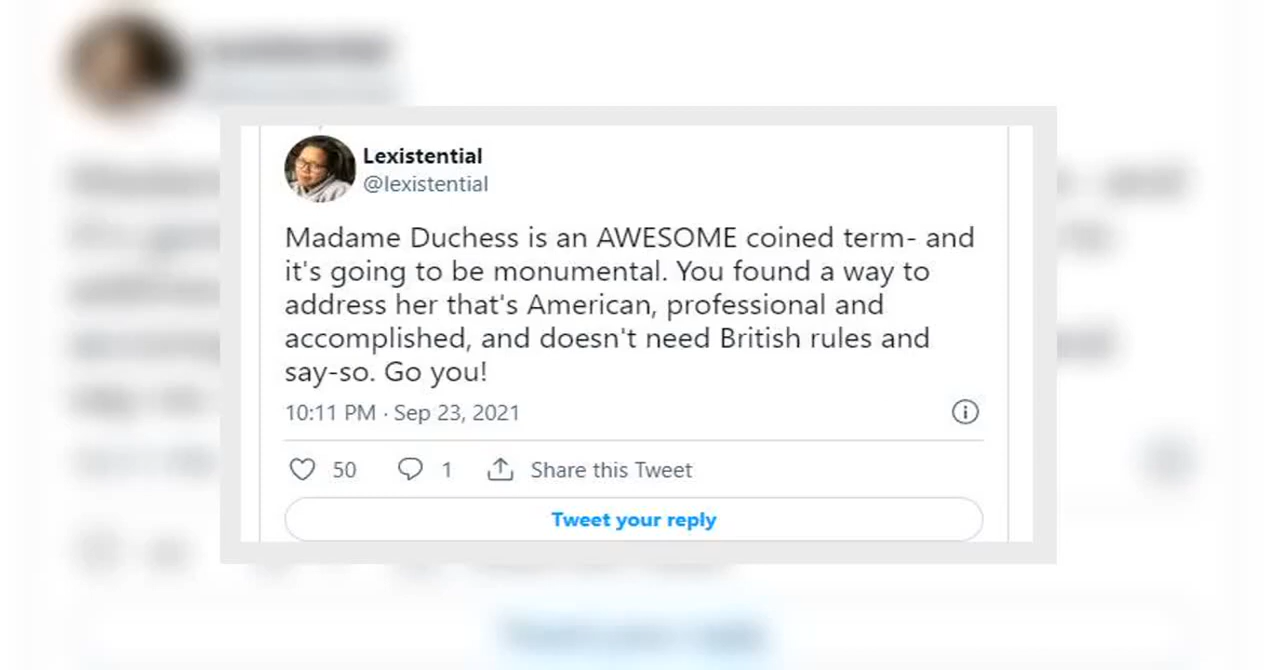 Lexistential
@lexistential
Madame Duchess is an AWESOME coined term- and
it's going to be monumental. You found a way to
address her that's American, professional and
accomplished, and doesn't need British rules and
say-so. Go you!
10:11 PM · Sep 23, 2021
50 1 Share this Tweet
Tweet your reply